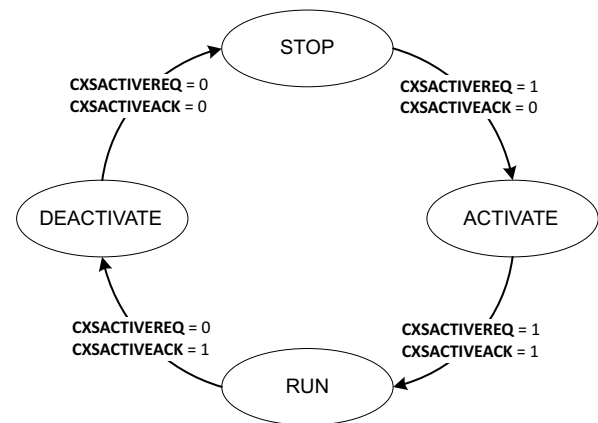 STOP
CXSACTIVEREQ = 0
CXSACTIVEACK = 0
CXSACTIVEREQ = 1
CXSACTIVEACK = 0
DEACTIVATE
ACTIVATE
CXSACTIVEREQ = 0
CXSACTIVEACK = 1
CXSACTIVEREQ = 1
CXSACTIVEACK = 1
RUN